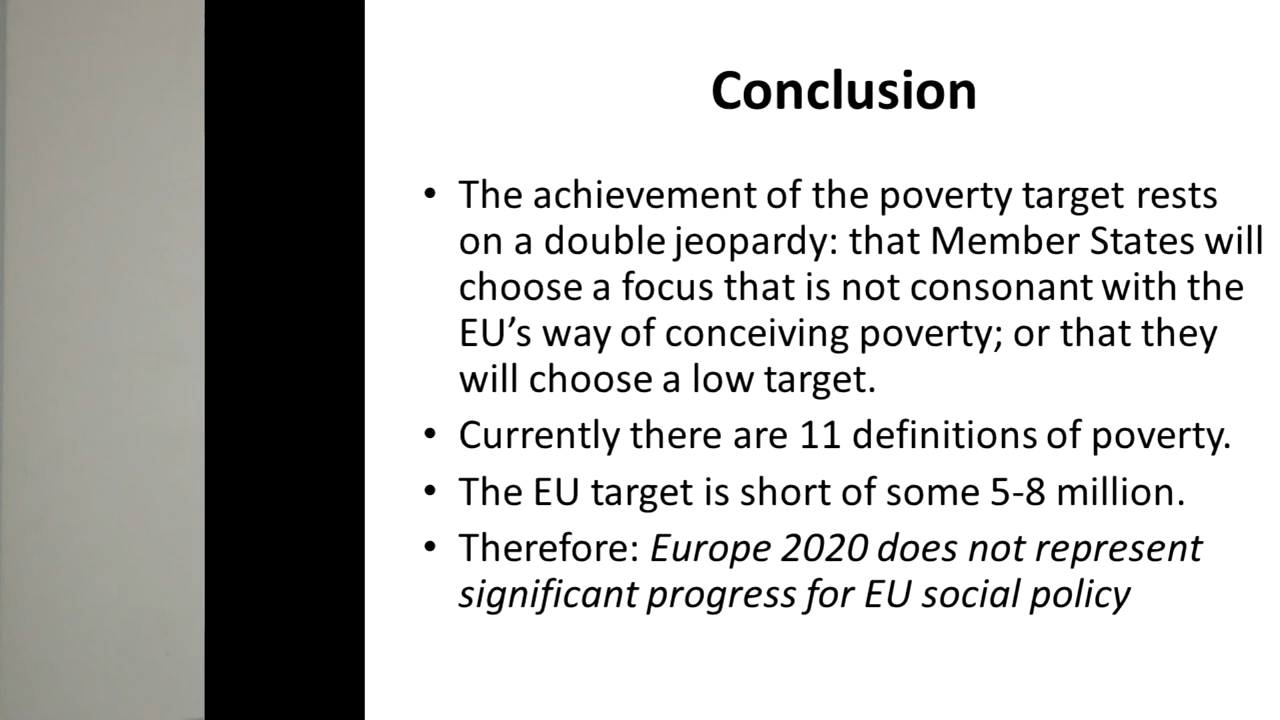 Conclusion
• The achievement of the poverty target rests
on a double jeopardy: that Member States will
choose a focus that is not consonant with the
EU’s way of conceiving poverty; or that they
will choose a low target.
• Currently there are 11 definitions of poverty.
• The EU target is short of some 5-8 million.
• Therefore: Europe 2020 does not represent
significant progress for EU social policy